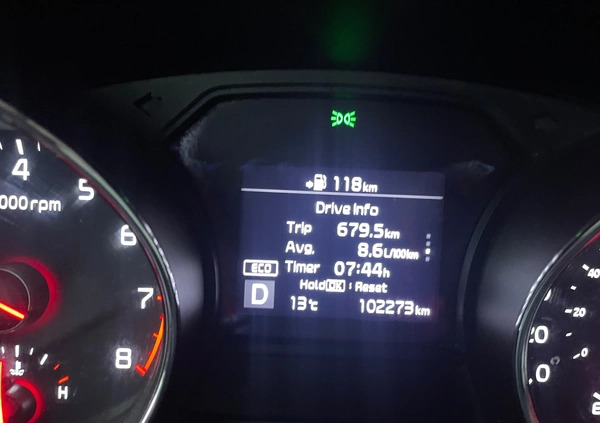 118km
Drive Info
Trip 679.5km
Avg. 8.6L/100km
ECO Timer 07:44h
Hold OK : Reset
D 13°C 102273km
4
5
000 rpm
6
7
8
H
40
20
0
20
0
E